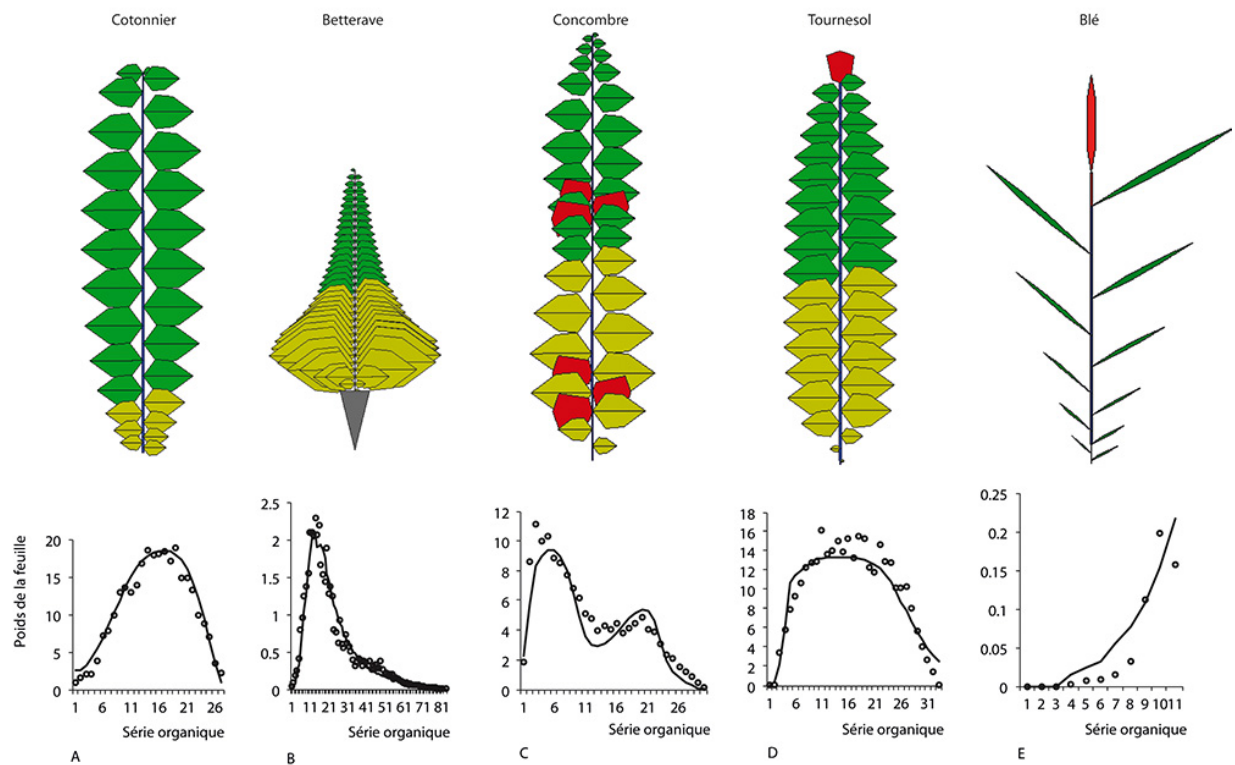 Cotonnier Betterave Concombre Tournesol Blé
Poids de la feuille
20
15
10
5
0
1 6 11 16 21 26
Série organique
A
2.5
2
1.5
1
0.5
0
1 11 21 31 41 51 61 71 81
Série organique
B
12
10
8
6
4
2
0
1 6 11 16 21 26
Série organique
C
18
16
14
12
10
8
6
4
2
0
1 6 11 16 21 26 31
Série organique
D
0.25
0.2
0.15
0.1
0.05
0
1 2 3 4 5 6 7 8 9 10 11
Série organique
E